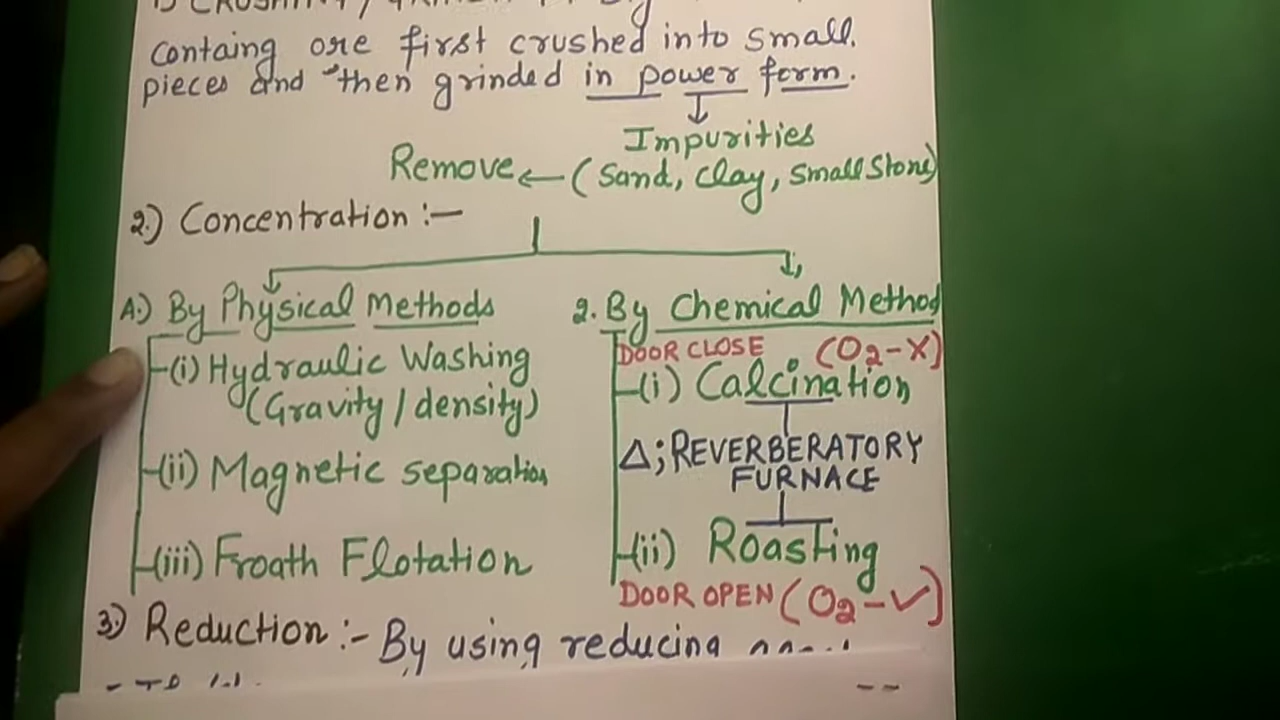 containg ore first crushed into small.
pieces and then grinded in power form.
Impurities
Remove ← (Sand, clay, small Stone)
2.) Concentration :-
A.) By Physical Methods
(i) Hydraulic Washing
(Gravity / density)
(ii) Magnetic separation
(iii) Froath Flotation
2. By Chemical Method
DOOR CLOSE (O2-X)
(i) Calcination
Δ; REVERBERATORY
FURNACE
(ii) Roasting
DOOR OPEN (O2-✓)
3.) Reduction :- By using reducing